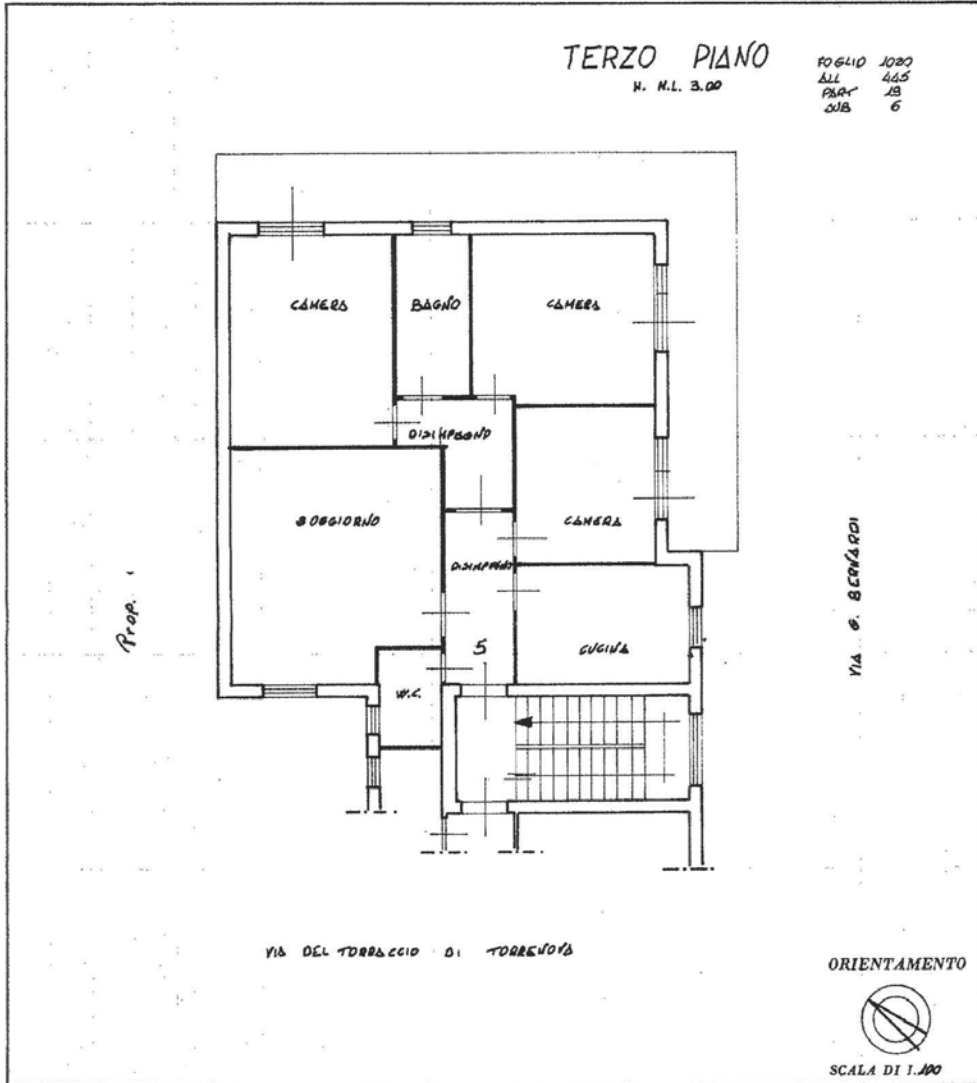 TERZO PIANO
H. N.L. 3.00
FOGLIO 1020
ALL 445
PART 19
SUB 6
CAMERA
BAGNO
CAMERA
DISIMPEGNO
SOGGIORNO
CAMERA
DISIMPEGNO
Prop.
VIA G. BERNARDI
5
CUCINA
W.C.
VIA DEL TORRACCIO DI TORRENOVA
ORIENTAMENTO
SCALA DI 1.100